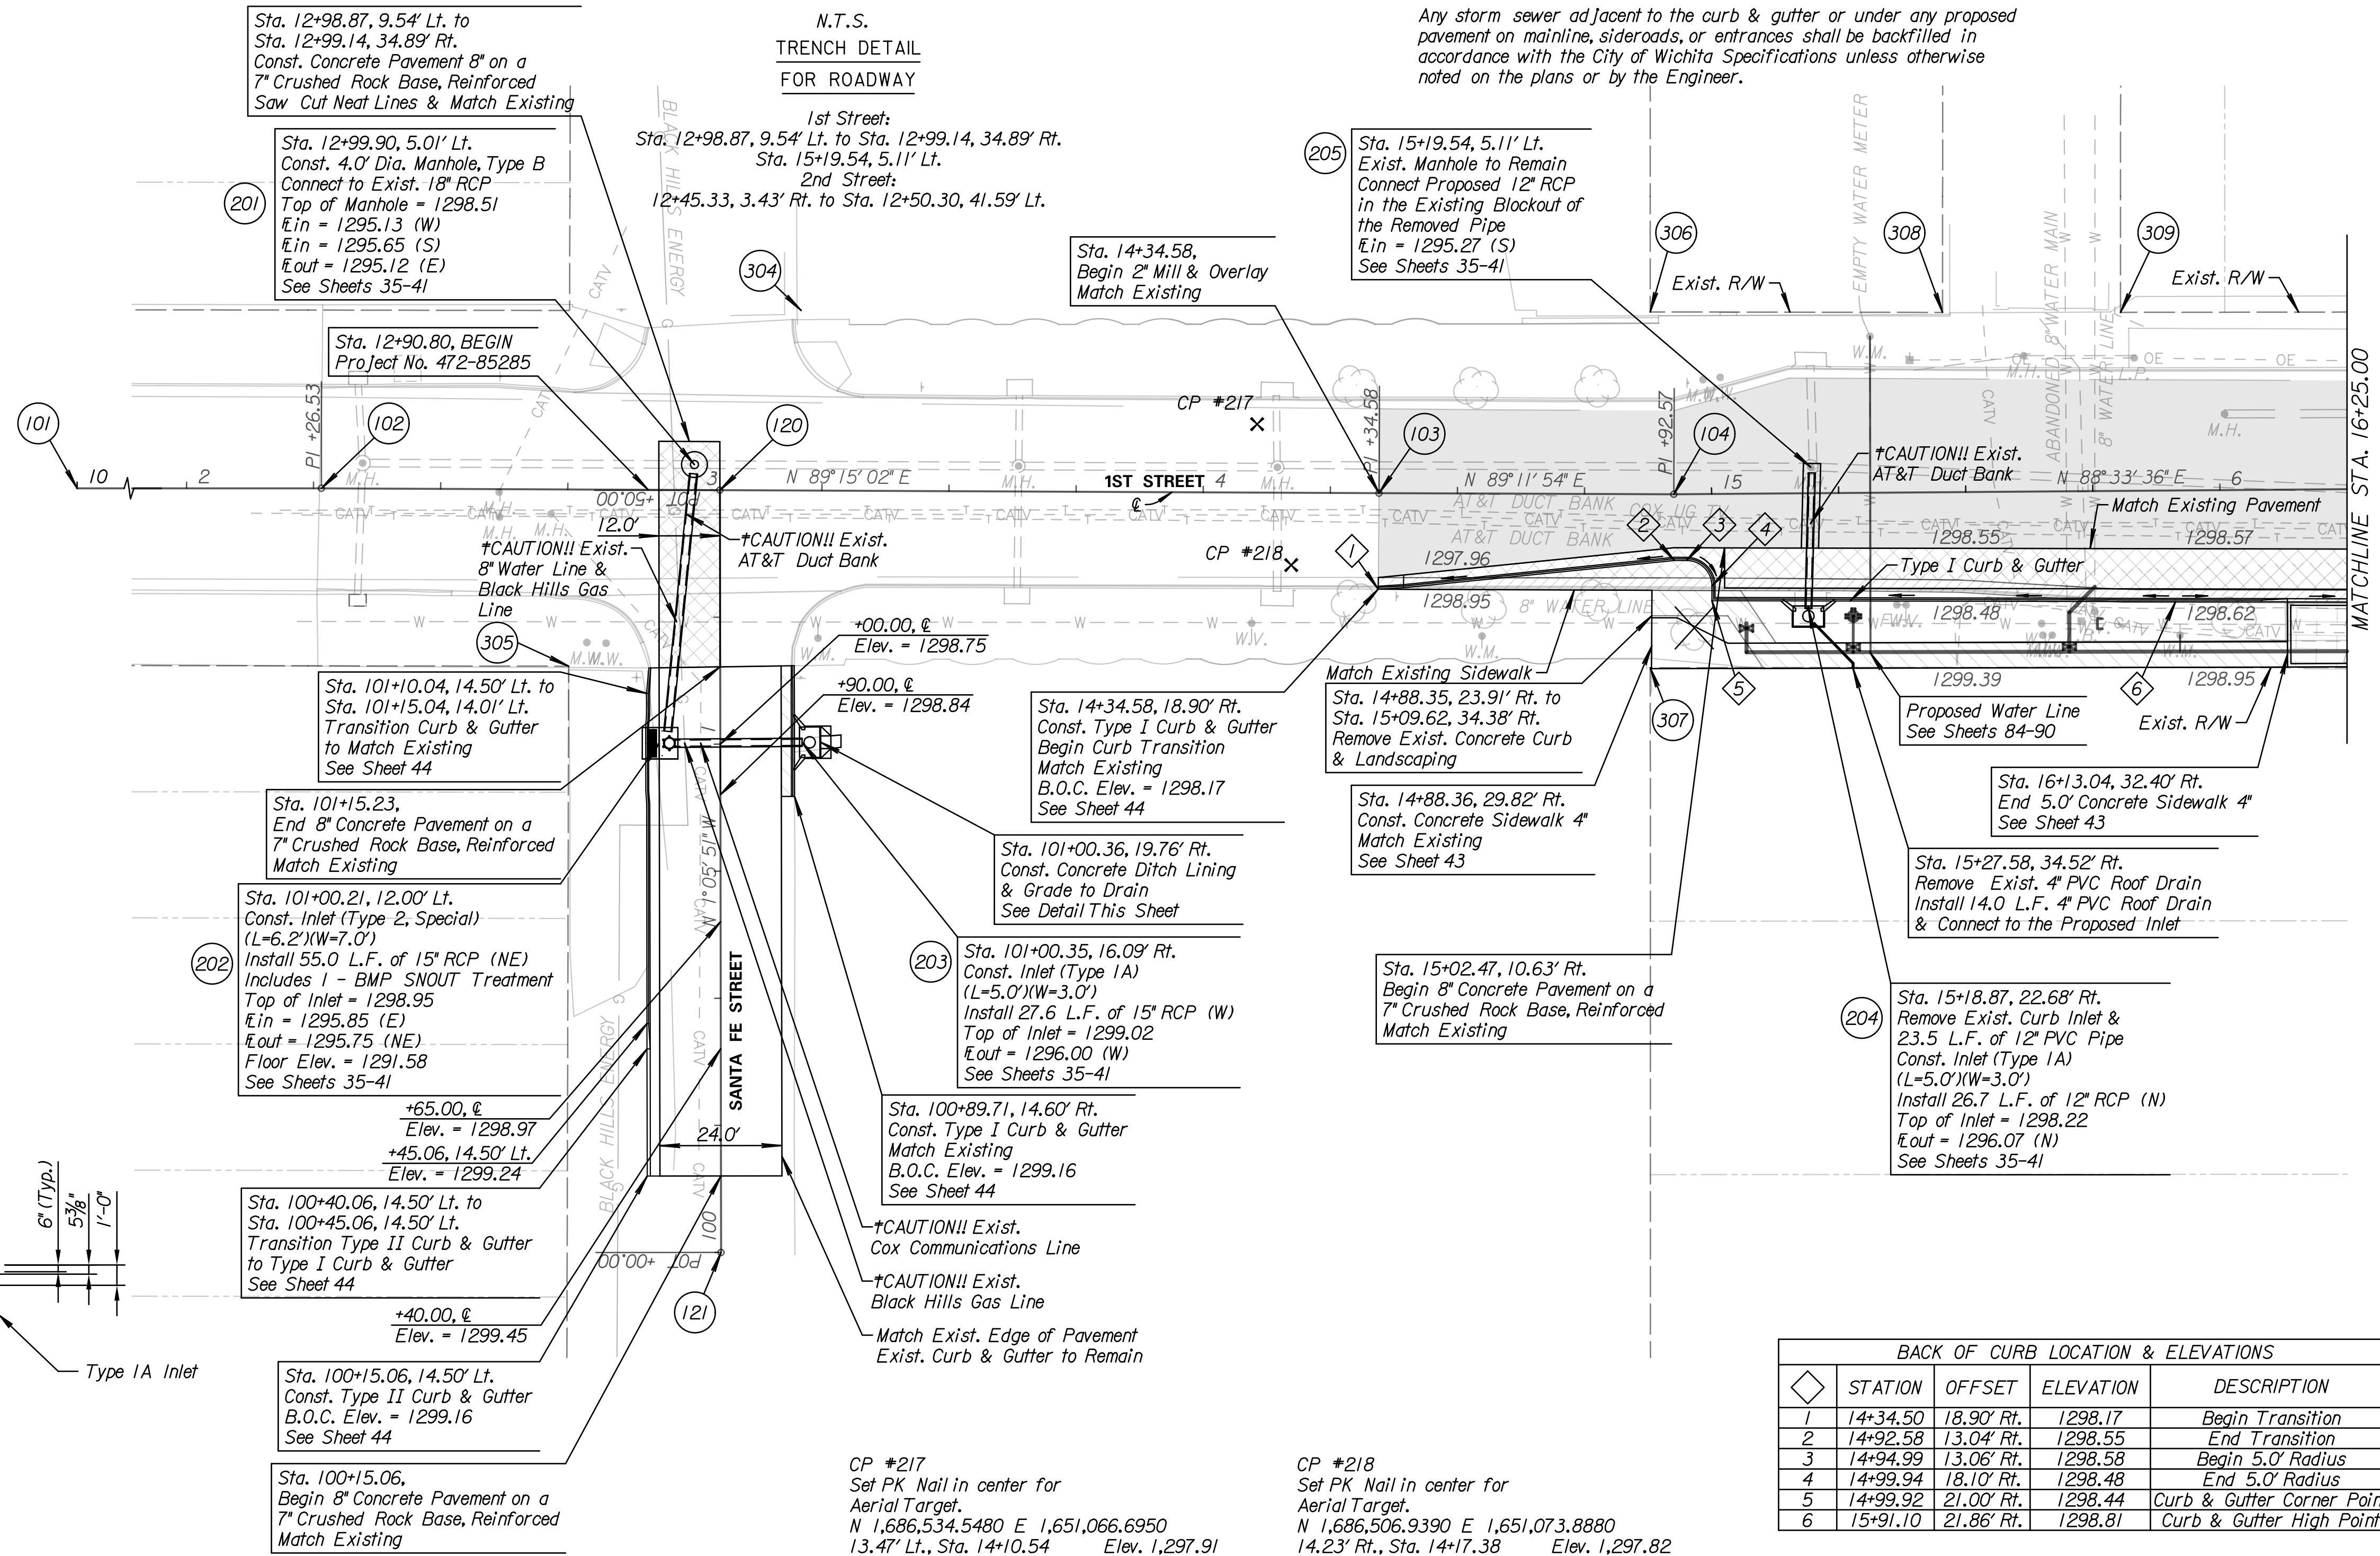 Sta. 12+98.87, 9.54' Lt. to
Sta. 12+99.14, 34.89' Rt.
Const. Concrete Pavement 8" on a
7" Crushed Rock Base, Reinforced
Saw Cut Neat Lines & Match Existing
N.T.S.
TRENCH DETAIL
FOR ROADWAY
1st Street:
Sta. 12+98.87, 9.54' Lt. to Sta. 12+99.14, 34.89' Rt.
Sta. 15+19.54, 5.11' Lt.
2nd Street:
12+45.33, 3.43' Rt. to Sta. 12+50.30, 41.59' Lt.
Any storm sewer adjacent to the curb & gutter or under any proposed
pavement on mainline, sideroads, or entrances shall be backfilled in
accordance with the City of Wichita Specifications unless otherwise
noted on the plans or by the Engineer.
201
Sta. 12+99.90, 5.01' Lt.
Const. 4.0' Dia. Manhole, Type B
Connect to Exist. 18" RCP
Top of Manhole = 1298.51
FLin = 1295.13 (W)
FLin = 1295.65 (S)
FLout = 1295.12 (E)
See Sheets 35-41
205
Sta. 15+19.54, 5.11' Lt.
Exist. Manhole to Remain
Connect Proposed 12" RCP
in the Existing Blockout of
the Removed Pipe
FLin = 1295.27 (S)
See Sheets 35-41
Sta. 14+34.58,
Begin 2" Mill & Overlay
Match Existing
304
306
308
309
Exist. R/W
Exist. R/W
BLACK HILLS ENERGY
EMPTY WATER METER
ABANDONED 8" WATER MAIN
8" WATER LINE
Sta. 12+90.80, BEGIN
Project No. 472-85285
101
102
120
103
104
PI +26.53
PI +34.58
PI +92.57
CP #217
CP #218
10
2
3
N 89°15'02" E
1ST STREET
℄
4
N 89°11'54" E
15
N 88°33'36" E
6
MATCHLINE STA. 16+25.00
POT +50.00
12.0'
†CAUTION!! Exist.
8" Water Line &
Black Hills Gas
Line
†CAUTION!! Exist.
AT&T Duct Bank
†CAUTION!! Exist.
AT&T Duct Bank
AT&T DUCT BANK
AT&T DUCT BANK
Match Existing Pavement
Type I Curb & Gutter
1297.96
1298.95
1298.55
1298.57
1298.48
1298.62
1299.39
1298.95
8" WATER LINE
1
2
3
4
5
6
305
307
Match Existing Sidewalk
+00.00, ℄
Elev. = 1298.75
+90.00, ℄
Elev. = 1298.84
Sta. 101+10.04, 14.50' Lt. to
Sta. 101+15.04, 14.01' Lt.
Transition Curb & Gutter
to Match Existing
See Sheet 44
Sta. 101+15.23,
End 8" Concrete Pavement on a
7" Crushed Rock Base, Reinforced
Match Existing
202
Sta. 101+00.21, 12.00' Lt.
Const. Inlet (Type 2, Special)
(L=6.2')(W=7.0')
Install 55.0 L.F. of 15" RCP (NE)
Includes 1 - BMP SNOUT Treatment
Top of Inlet = 1298.95
FLin = 1295.85 (E)
FLout = 1295.75 (NE)
Floor Elev. = 1291.58
See Sheets 35-41
+65.00, ℄
Elev. = 1298.97
+45.06, 14.50' Lt.
Elev. = 1299.24
Sta. 100+40.06, 14.50' Lt. to
Sta. 100+45.06, 14.50' Lt.
Transition Type II Curb & Gutter
to Type I Curb & Gutter
See Sheet 44
+40.00, ℄
Elev. = 1299.45
Sta. 100+15.06, 14.50' Lt.
Const. Type II Curb & Gutter
B.O.C. Elev. = 1299.16
See Sheet 44
Sta. 100+15.06,
Begin 8" Concrete Pavement on a
7" Crushed Rock Base, Reinforced
Match Existing
6" (Typ.)
5⅜"
1'-0"
Type 1A Inlet
BLACK HILLS ENERGY
SANTA FE STREET
N 1°05'51" W
24.0'
100
POT +00.00
121
Sta. 14+34.58, 18.90' Rt.
Const. Type I Curb & Gutter
Begin Curb Transition
Match Existing
B.O.C. Elev. = 1298.17
See Sheet 44
Sta. 101+00.36, 19.76' Rt.
Const. Concrete Ditch Lining
& Grade to Drain
See Detail This Sheet
203
Sta. 101+00.35, 16.09' Rt.
Const. Inlet (Type 1A)
(L=5.0')(W=3.0')
Install 27.6 L.F. of 15" RCP (W)
Top of Inlet = 1299.02
FLout = 1296.00 (W)
See Sheets 35-41
Sta. 100+89.71, 14.60' Rt.
Const. Type I Curb & Gutter
Match Existing
B.O.C. Elev. = 1299.16
See Sheet 44
†CAUTION!! Exist.
Cox Communications Line
†CAUTION!! Exist.
Black Hills Gas Line
Match Exist. Edge of Pavement
Exist. Curb & Gutter to Remain
Sta. 14+88.35, 23.91' Rt. to
Sta. 15+09.62, 34.38' Rt.
Remove Exist. Concrete Curb
& Landscaping
Sta. 14+88.36, 29.82' Rt.
Const. Concrete Sidewalk 4"
Match Existing
See Sheet 43
Sta. 15+02.47, 10.63' Rt.
Begin 8" Concrete Pavement on a
7" Crushed Rock Base, Reinforced
Match Existing
Proposed Water Line
See Sheets 84-90
Exist. R/W
Sta. 16+13.04, 32.40' Rt.
End 5.0' Concrete Sidewalk 4"
See Sheet 43
Sta. 15+27.58, 34.52' Rt.
Remove Exist. 4" PVC Roof Drain
Install 14.0 L.F. 4" PVC Roof Drain
& Connect to the Proposed Inlet
204
Sta. 15+18.87, 22.68' Rt.
Remove Exist. Curb Inlet &
23.5 L.F. of 12" PVC Pipe
Const. Inlet (Type 1A)
(L=5.0')(W=3.0')
Install 26.7 L.F. of 12" RCP (N)
Top of Inlet = 1298.22
FLout = 1296.07 (N)
See Sheets 35-41
CP #217
Set PK Nail in center for
Aerial Target.
N 1,686,534.5480 E 1,651,066.6950
13.47' Lt., Sta. 14+10.54 Elev. 1,297.91
CP #218
Set PK Nail in center for
Aerial Target.
N 1,686,506.9390 E 1,651,073.8880
14.23' Rt., Sta. 14+17.38 Elev. 1,297.82
BACK OF CURB LOCATION & ELEVATIONS
STATION OFFSET ELEVATION DESCRIPTION
1 14+34.50 18.90' Rt. 1298.17 Begin Transition
2 14+92.58 13.04' Rt. 1298.55 End Transition
3 14+94.99 13.06' Rt. 1298.58 Begin 5.0' Radius
4 14+99.94 18.10' Rt. 1298.48 End 5.0' Radius
5 14+99.92 21.00' Rt. 1298.44 Curb & Gutter Corner Poin
6 15+91.10 21.86' Rt. 1298.81 Curb & Gutter High Point